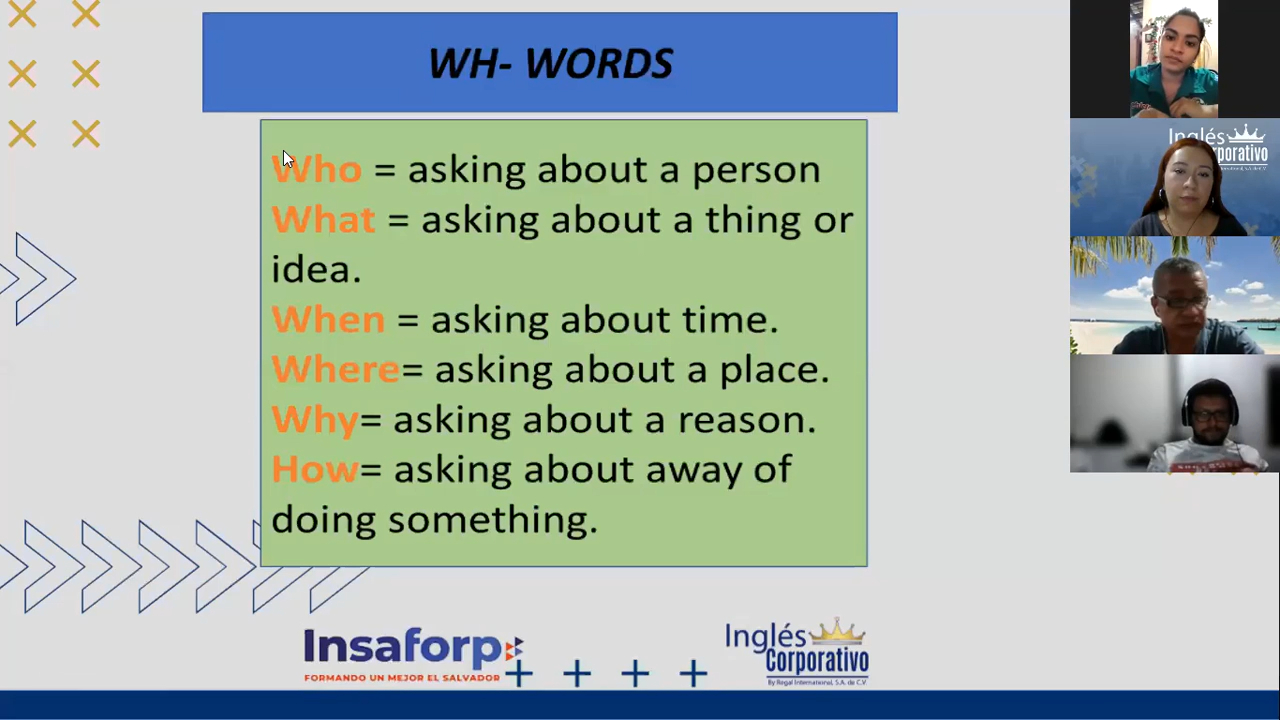 WH- WORDS
Who = asking about a person
What = asking about a thing or
idea.
When = asking about time.
Where= asking about a place.
Why= asking about a reason.
How= asking about away of
doing something.
Insaforp
FORMANDO UN MEJOR EL SALVADOR
Inglés
Corporativo
By Regal International, S.A. de C.V.
Inglés
Corporativo